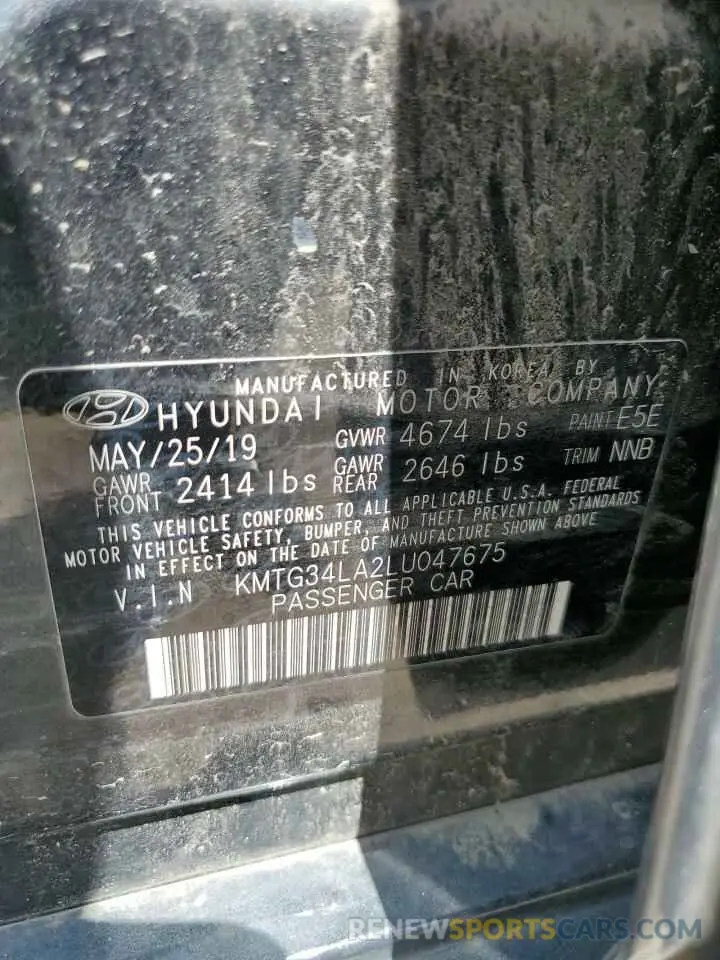 MANUFACTURED IN KOREA BY
HYUNDAI MOTOR COMPANY
MAY/25/19 GVWR 4674 lbs PAINT E5E
GAWR FRONT 2414 lbs GAWR REAR 2646 lbs TRIM NNB
THIS VEHICLE CONFORMS TO ALL APPLICABLE U.S.A. FEDERAL
MOTOR VEHICLE SAFETY, BUMPER, AND THEFT PREVENTION STANDARDS
IN EFFECT ON THE DATE OF MANUFACTURE SHOWN ABOVE
V.I.N KMTG34LA2LU047675
PASSENGER CAR
RENEWSPORTSCARS.COM